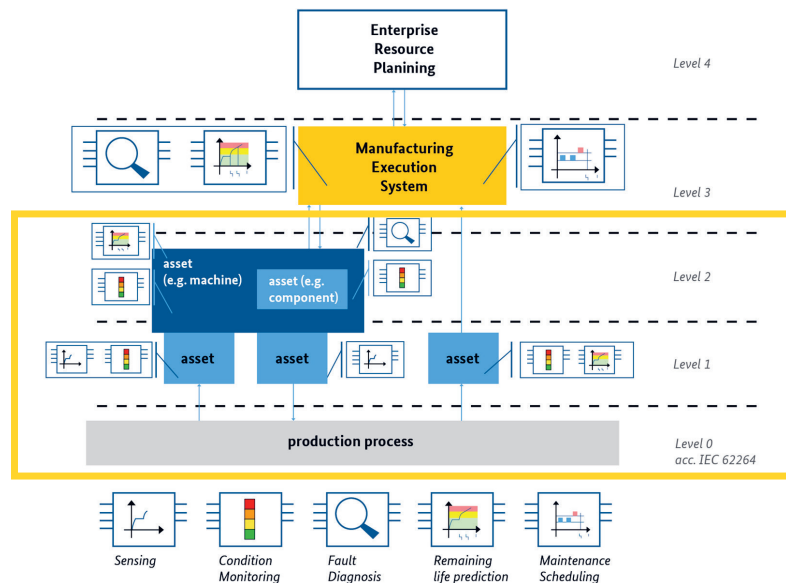 Enterprise
Resource
Planining
Level 4
Manufacturing
Execution
System
Level 3
asset
(e.g. machine)
asset (e.g.
component)
Level 2
asset
asset
asset
Level 1
production process
Level 0
acc. IEC 62264
Sensing
Condition
Monitoring
Fault
Diagnosis
Remaining
life prediction
Maintenance
Scheduling